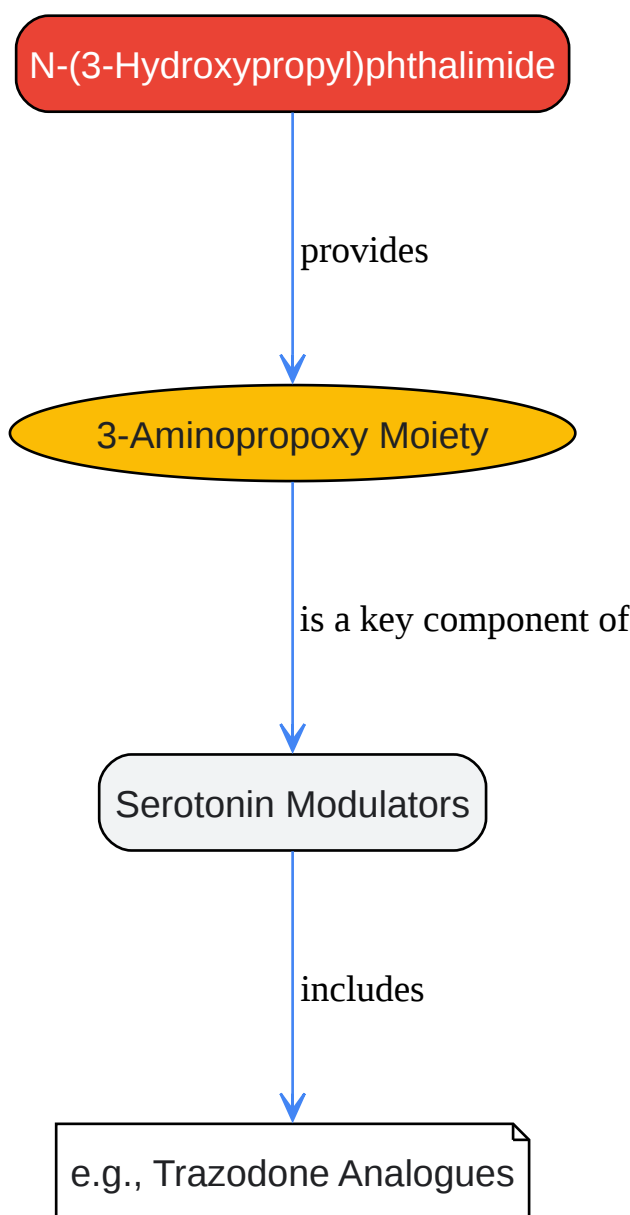 N-(3-Hydroxypropyl)phthalimide
provides
3-Aminopropoxy Moiety
is a key component of
Serotonin Modulators
includes
e.g., Trazodone Analogues